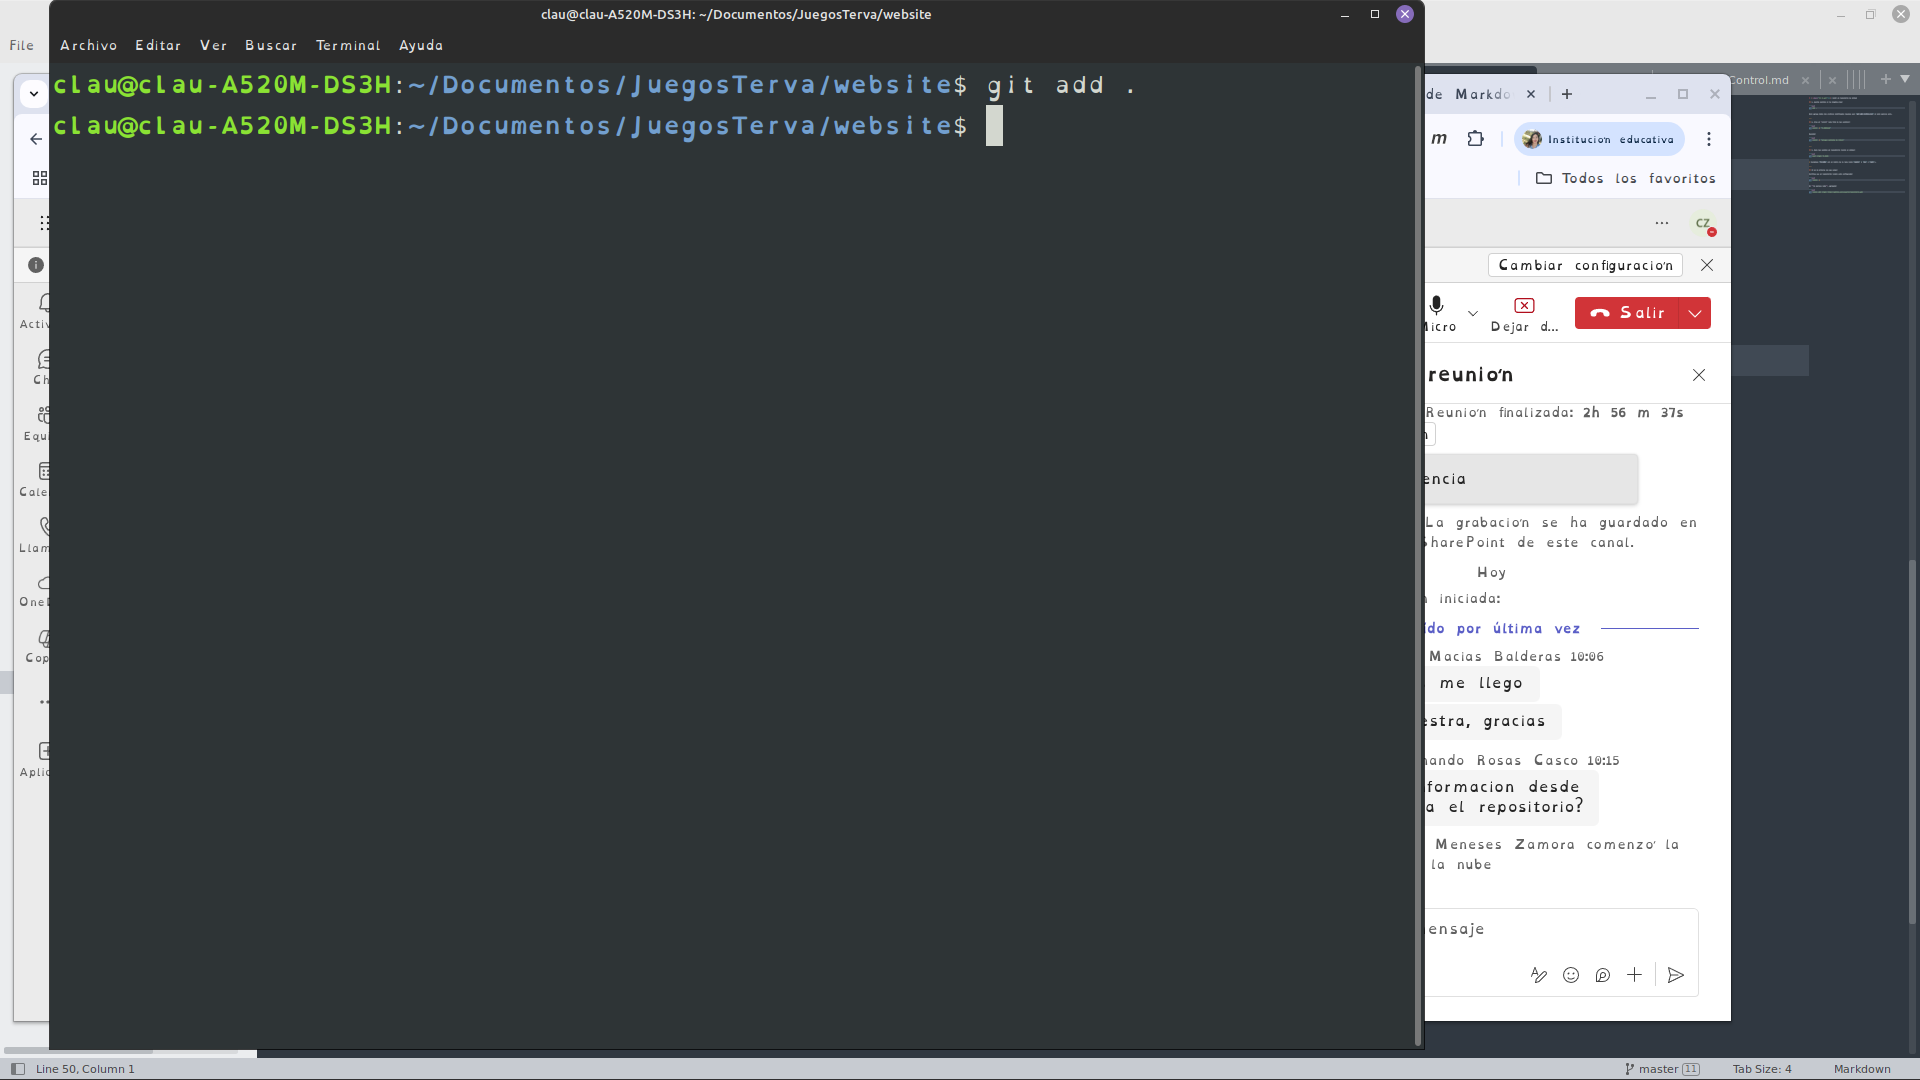 clau@clau-A520M-DS3H: ~/Documentos/JuegosTerva/website
File
Archivo Editar Ver Buscar Terminal Ayuda
clau@clau-A520M-DS3H:~/Documentos/JuegosTerva/website$ git add .
clau@clau-A520M-DS3H:~/Documentos/JuegosTerva/website$
Control.md
de Markdo
Institución educativa
Todos los favoritos
CZ
Cambiar configuración
Activ
Micro
Dejar d...
Salir
Ch
reunión
Equi
Reunión finalizada: 2h 56 m 37s
encia
Cale
La grabación se ha guardado en
SharePoint de este canal.
Llam
Hoy
OneD
iniciada:
ido por última vez
Cop
Macias Balderas 10:06
me llego
estra, gracias
nando Rosas Casco 10:15
Aplic
formacion desde
a el repositorio?
Meneses Zamora comenzó la
la nube
ensaje
Line 50, Column 1
master 11
Tab Size: 4
Markdown